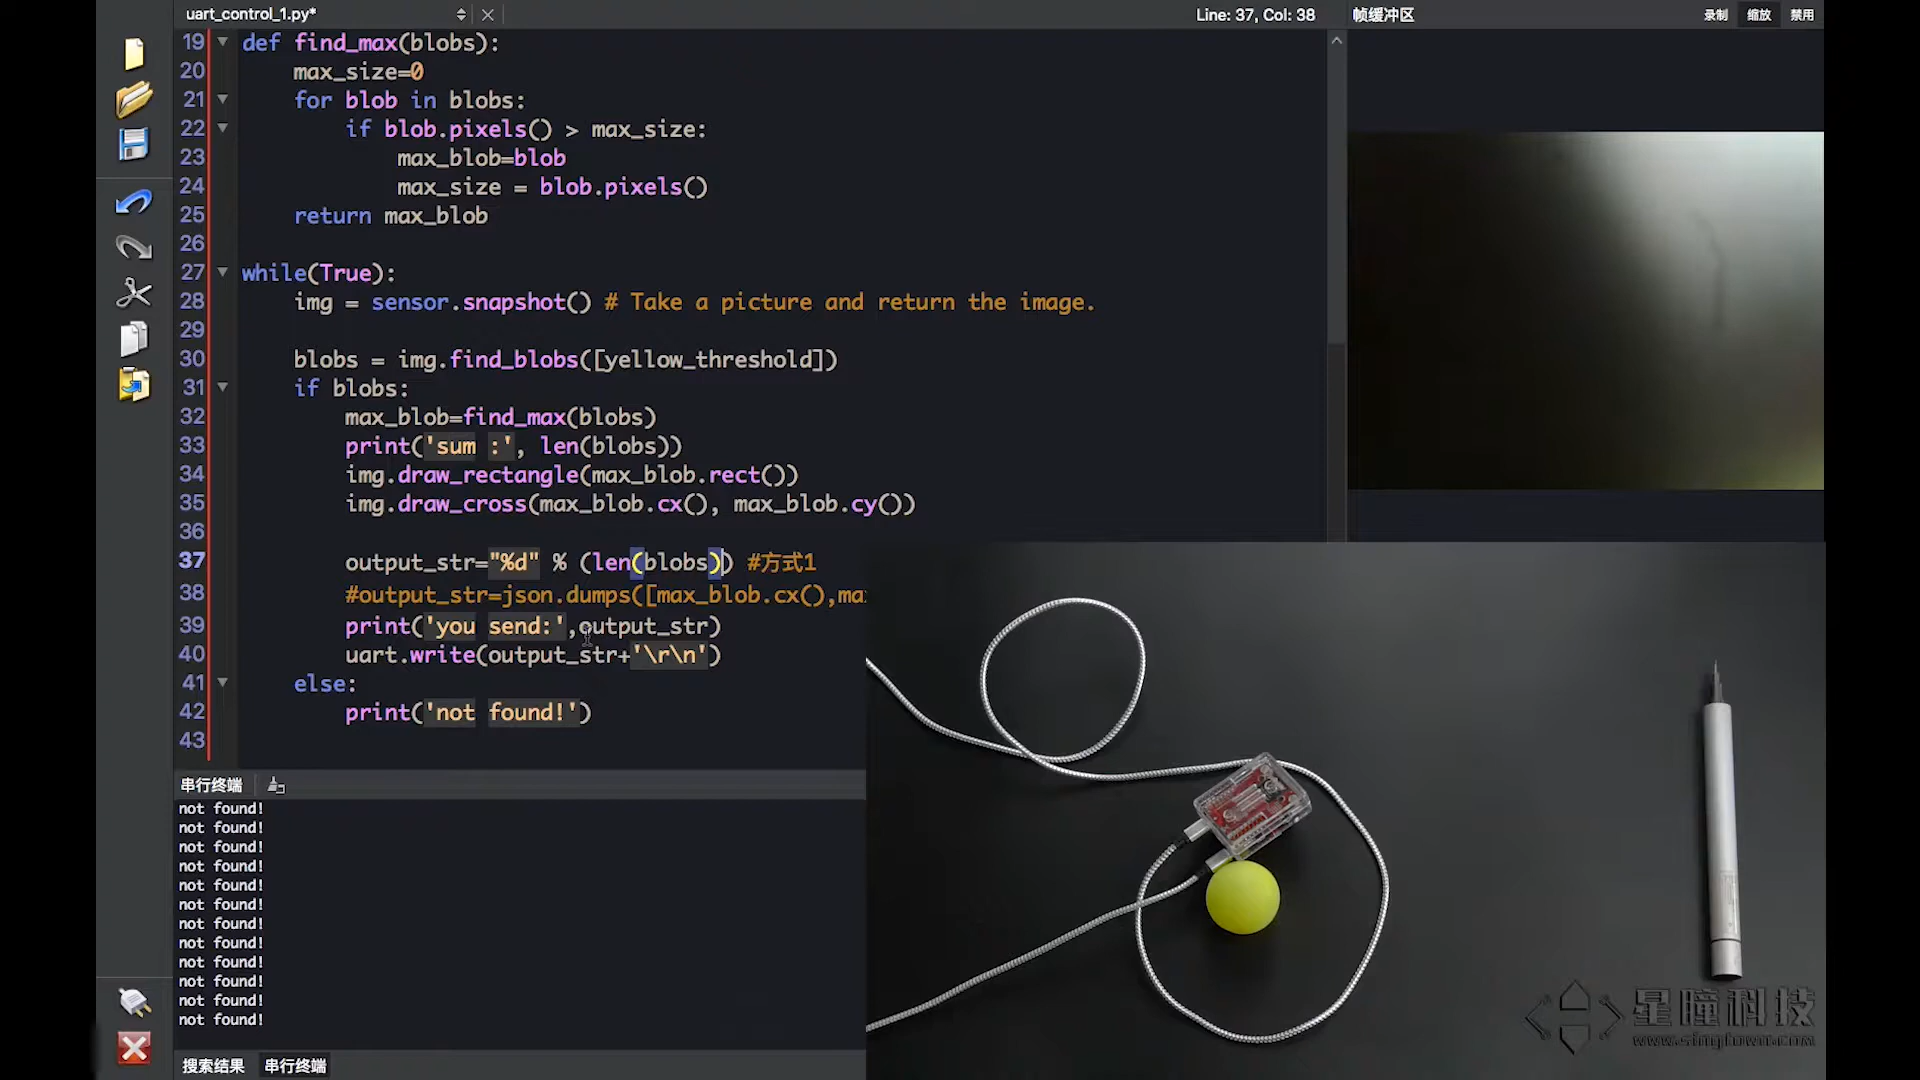 uart_control_1.py*
Line: 37, Col: 38
帧缓冲区
录制 缩放 禁用
19 def find_max(blobs):
20 max_size=0
21 for blob in blobs:
22 if blob.pixels() > max_size:
23 max_blob=blob
24 max_size = blob.pixels()
25 return max_blob
26
27 while(True):
28 img = sensor.snapshot() # Take a picture and return the image.
29
30 blobs = img.find_blobs([yellow_threshold])
31 if blobs:
32 max_blob=find_max(blobs)
33 print('sum :', len(blobs))
34 img.draw_rectangle(max_blob.rect())
35 img.draw_cross(max_blob.cx(), max_blob.cy())
36
37 output_str="%d" % (len(blobs)) #方式1
38 #output_str=json.dumps([max_blob.cx(),max
39 print('you send:',output_str)
40 uart.write(output_str+'\r\n')
41 else:
42 print('not found!')
43
串行终端
not found!
not found!
not found!
not found!
not found!
not found!
not found!
not found!
not found!
not found!
not found!
not found!
搜索结果 串行终端
星瞳科技
www.singtown.com